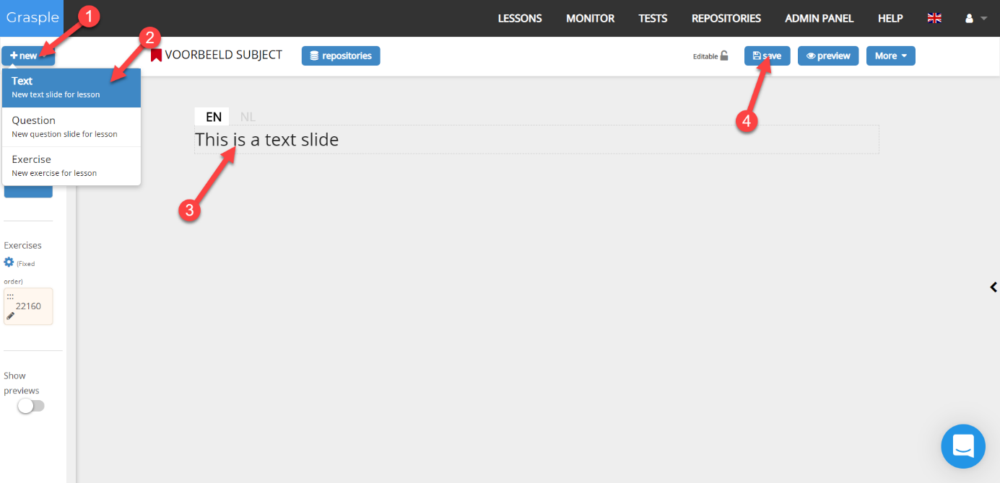 Grasple
LESSONS
MONITOR
TESTS
REPOSITORIES
ADMIN PANEL
HELP
1
2
new
VOORBEELD SUBJECT
repositories
Editable
save
preview
More
Text
New text slide for lesson
Question
New question slide for lesson
Exercise
New exercise for lesson
EN
NL
This is a text slide
3
4
Exercises
(Fixed
order)
22160
Show
previews